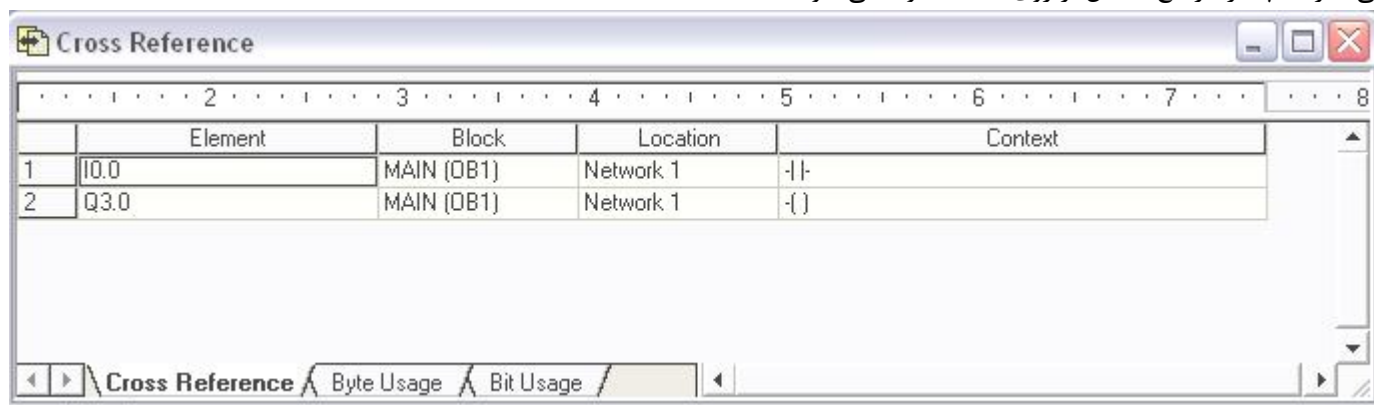 Cross Reference
2 3 4 5 6 7 8
Element Block Location Context
1 I0.0 MAIN (OB1) Network 1 -| |-
2 Q3.0 MAIN (OB1) Network 1 -( )
Cross Reference Byte Usage Bit Usage